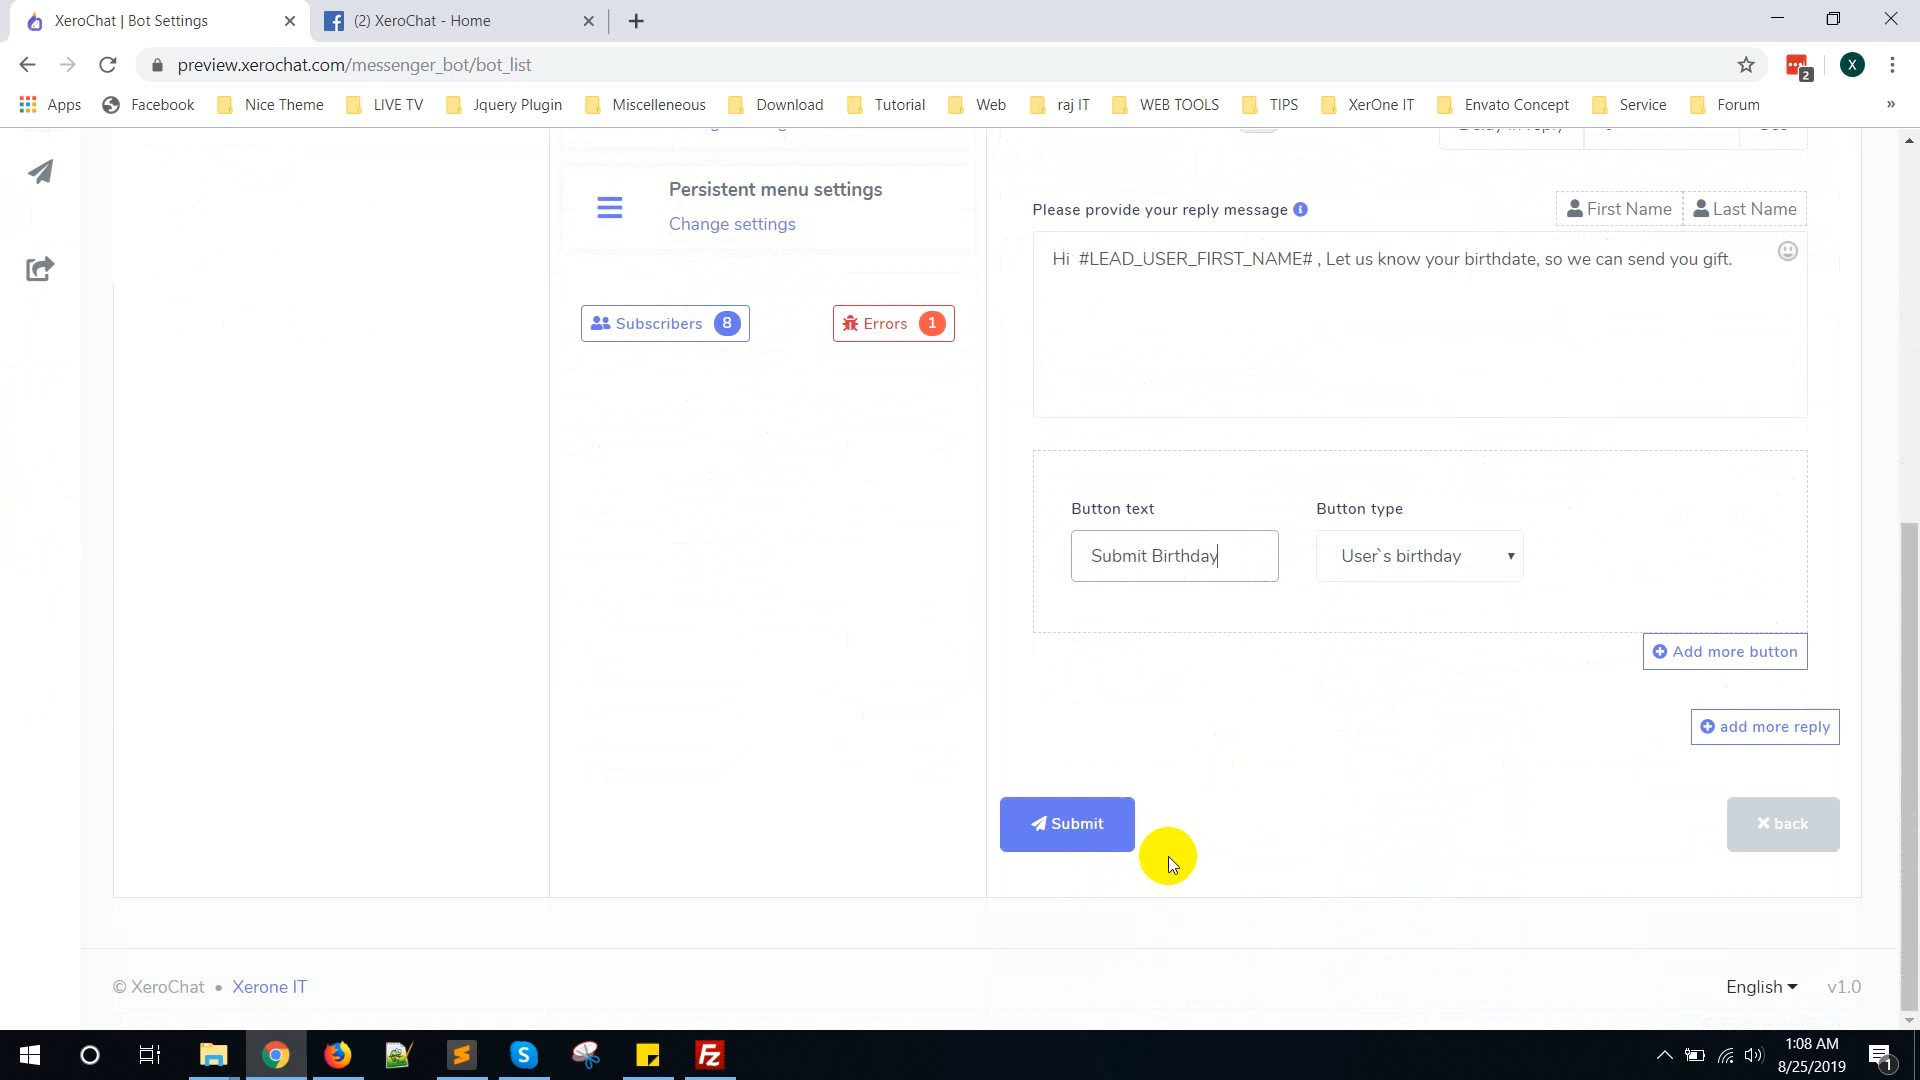 XeroChat | Bot Settings
(2) XeroChat - Home
preview.xerochat.com/messenger_bot/bot_list
2
X
Apps
Facebook
Nice Theme
LIVE TV
Jquery Plugin
Miscelleneous
Download
Tutorial
Web
raj IT
WEB TOOLS
TIPS
XerOne IT
Envato Concept
Service
Forum
»
Persistent menu settings
Change settings
Subscribers 8
Errors 1
Please provide your reply message
First Name
Last Name
Hi #LEAD_USER_FIRST_NAME# , Let us know your birthdate, so we can send you gift.
Button text
Button type
Submit Birthday
User`s birthday
Add more button
add more reply
Submit
back
© XeroChat • Xerone IT
English
v1.0
1:08 AM
8/25/2019
1